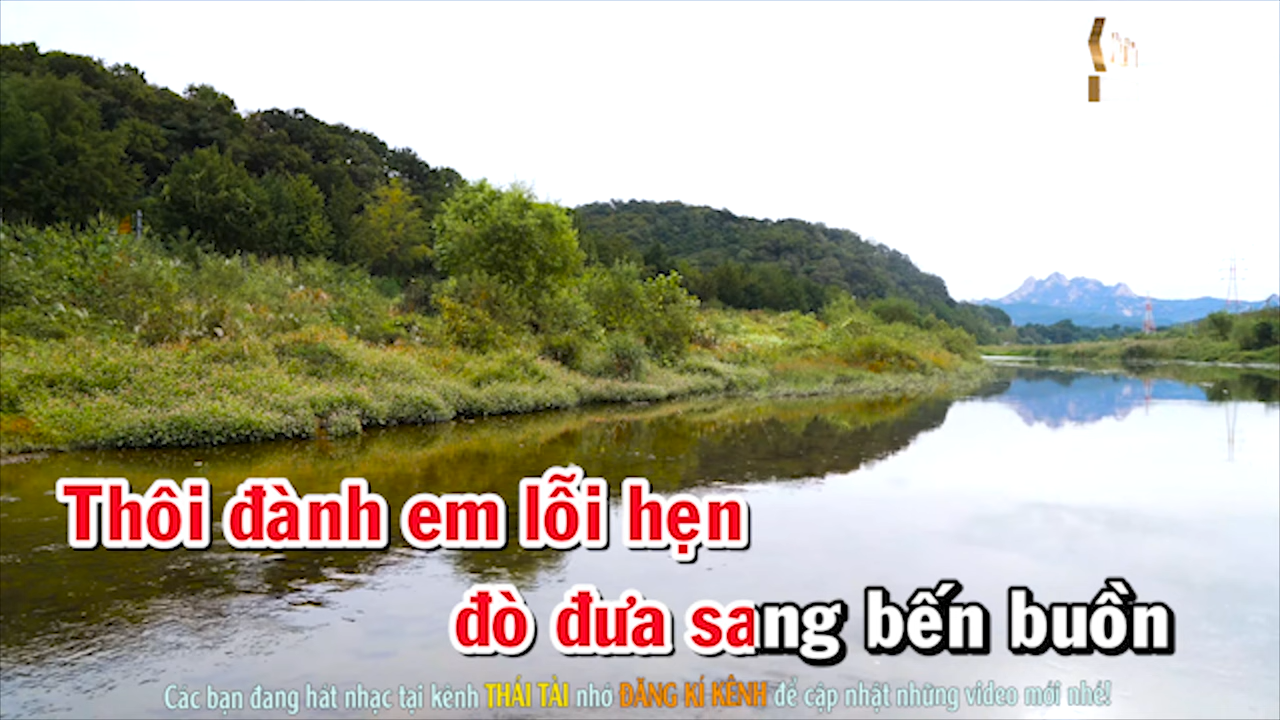 Thôi đành em lỗi hẹn
đò đưa sang bến buồn
Các bạn đang hát nhạc tại kênh THÁI TÀI nhớ ĐĂNG KÍ KÊNH để cập nhật những video mới nhé!